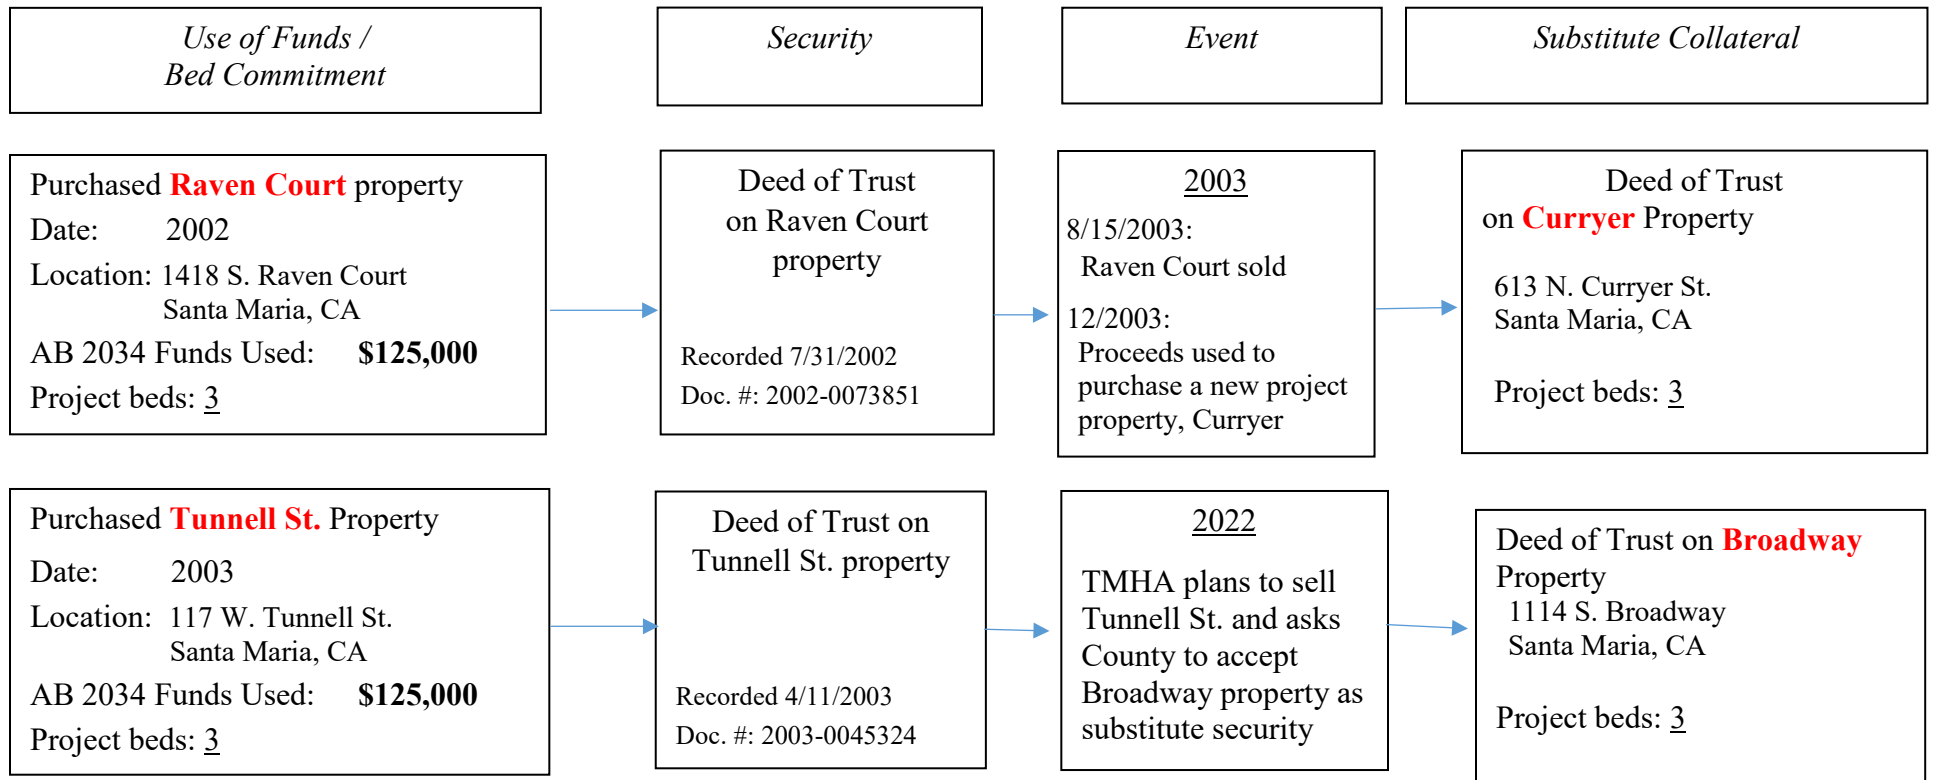 Use of Funds /
Bed Commitment
Security
Event
Substitute Collateral
Purchased Raven Court property
Date: 2002
Location: 1418 S. Raven Court
Santa Maria, CA
AB 2034 Funds Used: $125,000
Project beds: 3
Deed of Trust
on Raven Court
property
Recorded 7/31/2002
Doc. #: 2002-0073851
2003
8/15/2003:
Raven Court sold
12/2003:
Proceeds used to
purchase a new project
property, Curryer
Deed of Trust
on Curryer Property
613 N. Curryer St.
Santa Maria, CA
Project beds: 3
Purchased Tunnell St. Property
Date: 2003
Location: 117 W. Tunnell St.
Santa Maria, CA
AB 2034 Funds Used: $125,000
Project beds: 3
Deed of Trust on
Tunnell St. property
Recorded 4/11/2003
Doc. #: 2003-0045324
2022
TMHA plans to sell
Tunnell St. and asks
County to accept
Broadway property as
substitute security
Deed of Trust on Broadway
Property
1114 S. Broadway
Santa Maria, CA
Project beds: 3